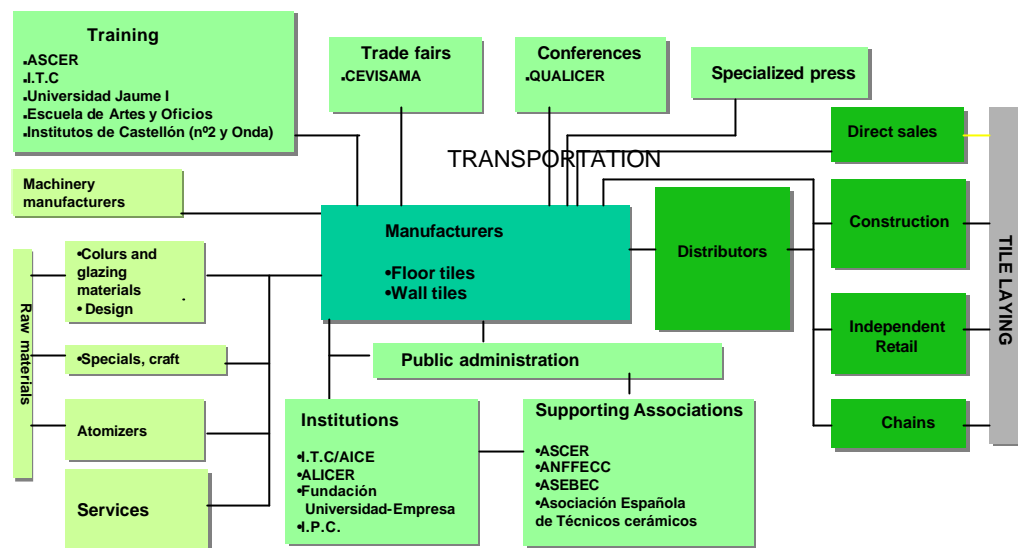 Training
▪ASCER
▪I.T.C
▪Universidad Jaume I
▪Escuela de Artes y Oficios
▪Institutos de Castellón (nº2 y Onda)
Trade fairs
▪CEVISAMA
Conferences
▪QUALICER
Specialized press
Direct sales
TRANSPORTATION
Machinery
manufacturers
Manufacturers
•Floor tiles
•Wall tiles
Distributors
Construction
TILE LAYING
Raw materials
•Colurs and
glazing
materials
• Design
Independent
Retail
•Specials, craft
Public administration
Atomizers
Institutions
•I.T.C/AICE
•ALICER
•Fundación
Universidad-Empresa
•I.P.C.
Supporting Associations
•ASCER
•ANFFECC
•ASEBEC
•Asociación Española
de Técnicos cerámicos
Chains
Services